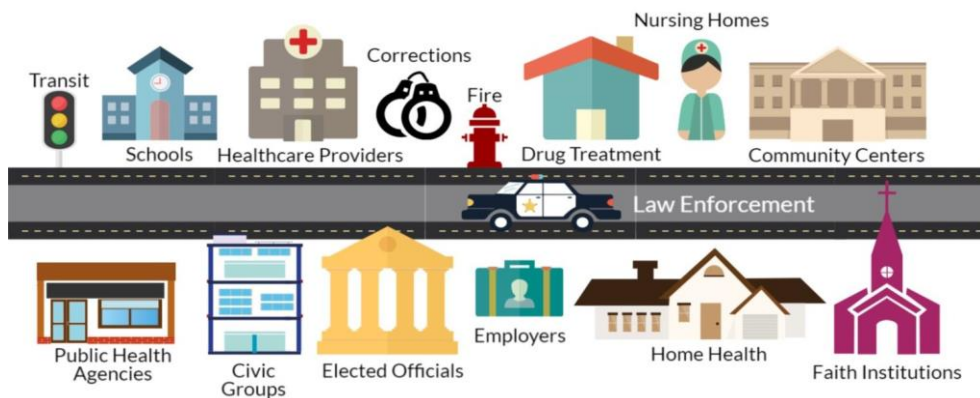 Nursing Homes
Corrections
Transit
Fire
Schools
Healthcare Providers
Drug Treatment
Community Centers
Law Enforcement
Employers
Public Health
Agencies
Civic
Groups
Elected Officials
Home Health
Faith Institutions